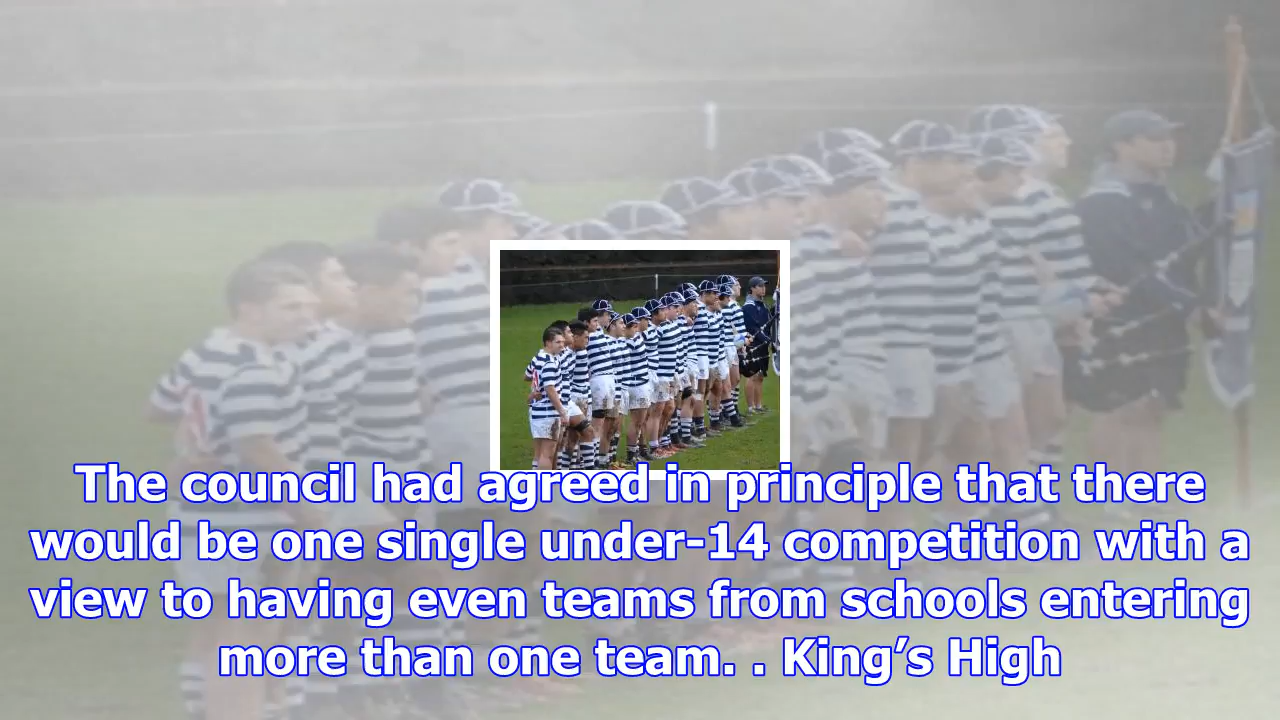 The council had agreed in principle that there
would be one single under-14 competition with a
view to having even teams from schools entering
more than one team. . King’s High